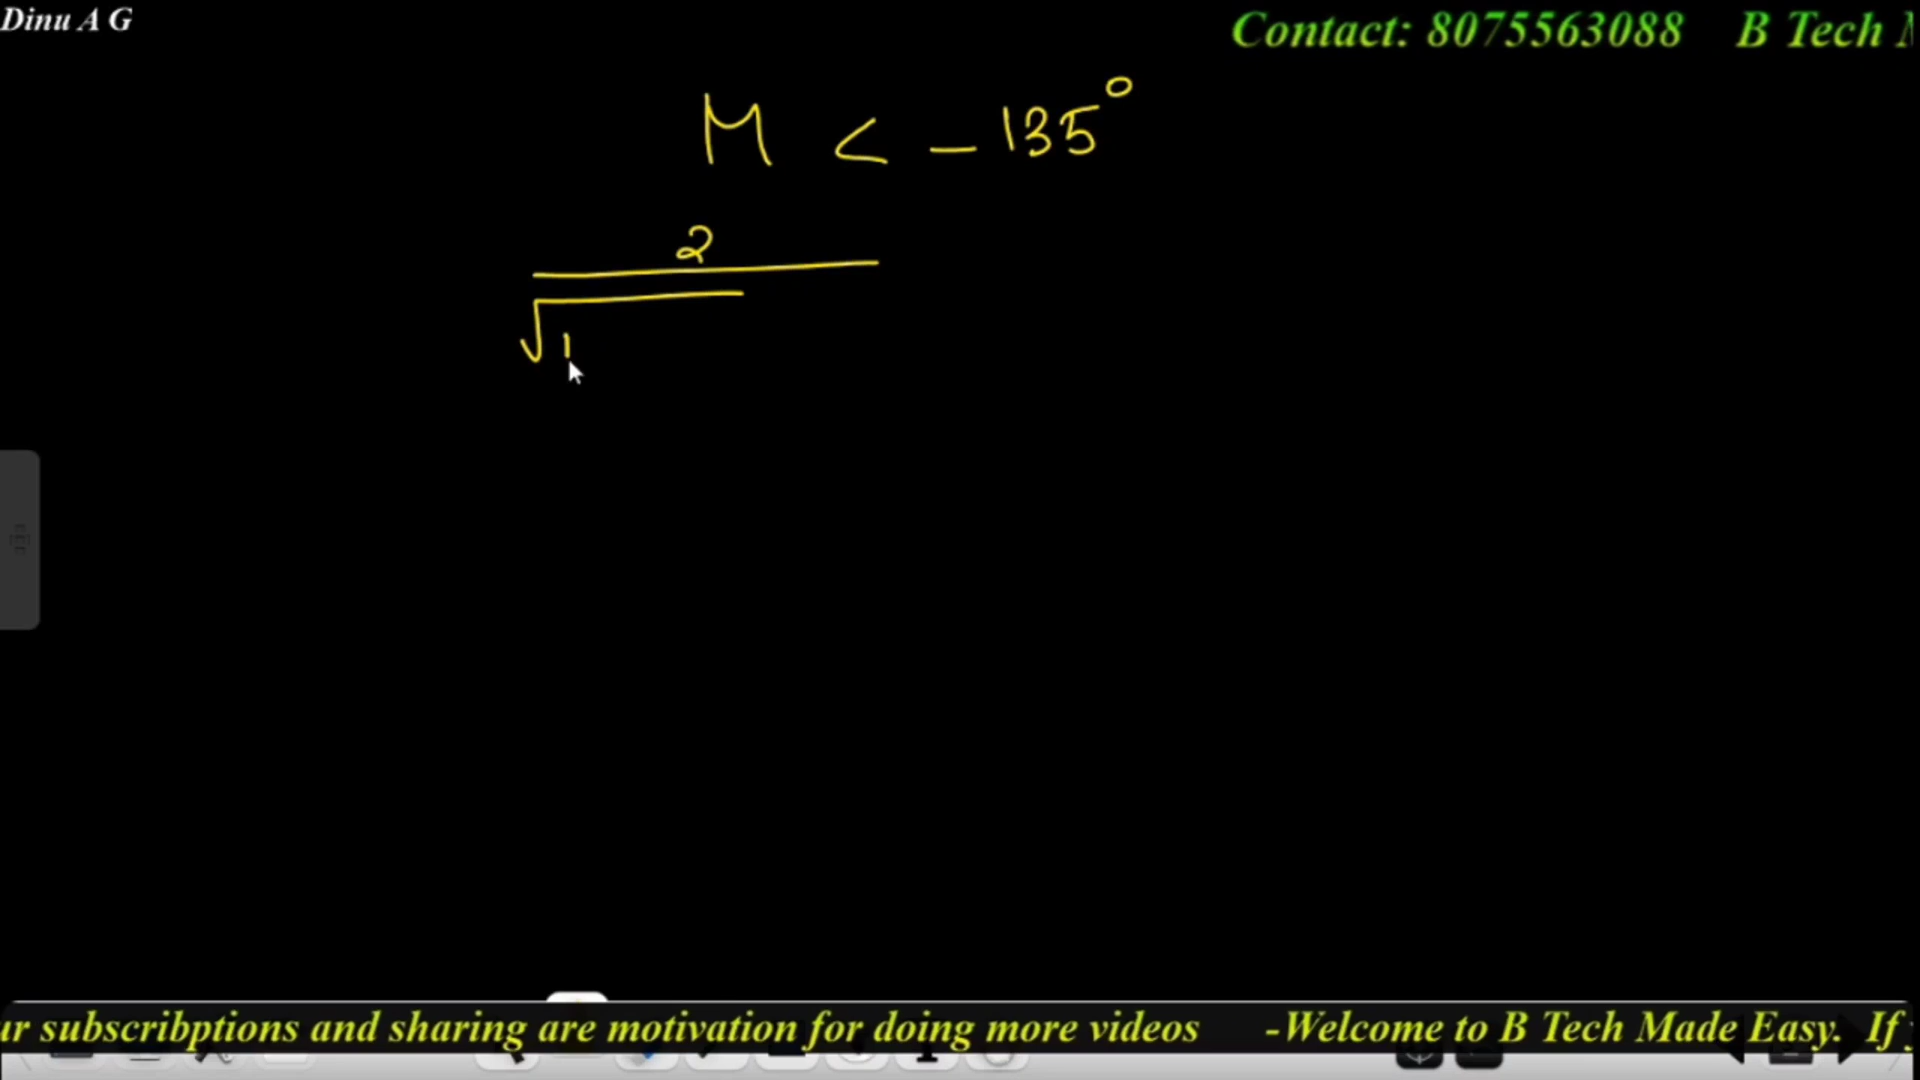 Dinu A G
Contact: 8075563088 B Tech
M < - 135°
2
√1
ur subscribptions and sharing are motivation for doing more videos -Welcome to B Tech Made Easy. If